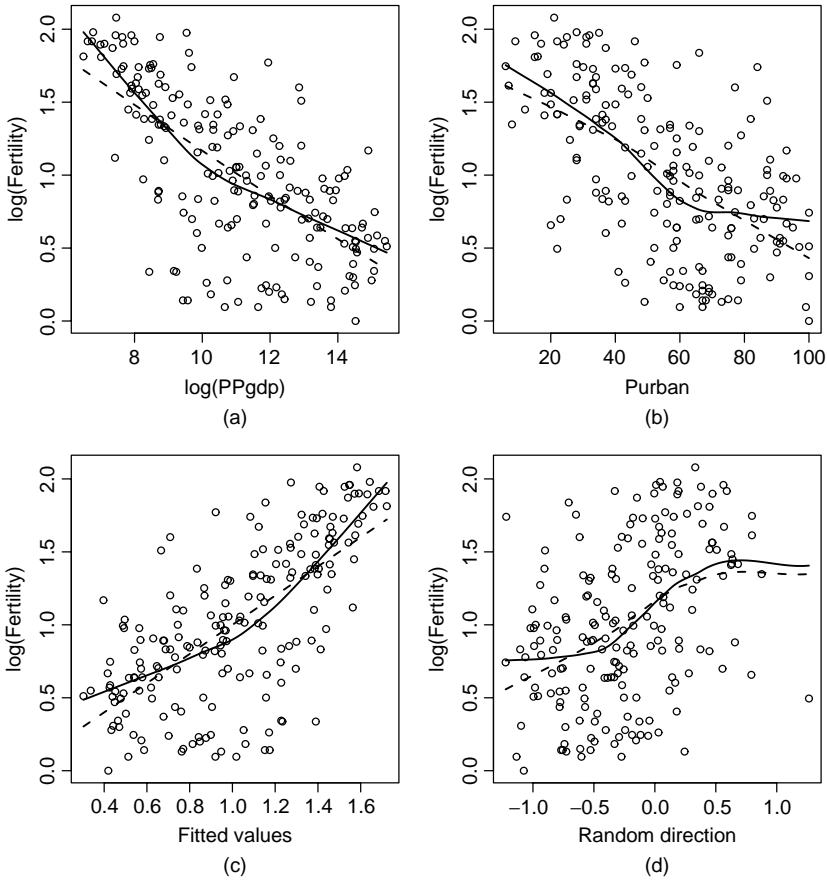 log(Fertility)
2.0
1.5
1.0
0.5
0.0
8 10 12 14
log(PPgdp)
(a)
log(Fertility)
2.0
1.5
1.0
0.5
0.0
20 40 60 80 100
Purban
(b)
log(Fertility)
2.0
1.5
1.0
0.5
0.0
0.4 0.6 0.8 1.0 1.2 1.4 1.6
Fitted values
(c)
log(Fertility)
2.0
1.5
1.0
0.5
0.0
−1.0 −0.5 0.0 0.5 1.0
Random direction
(d)